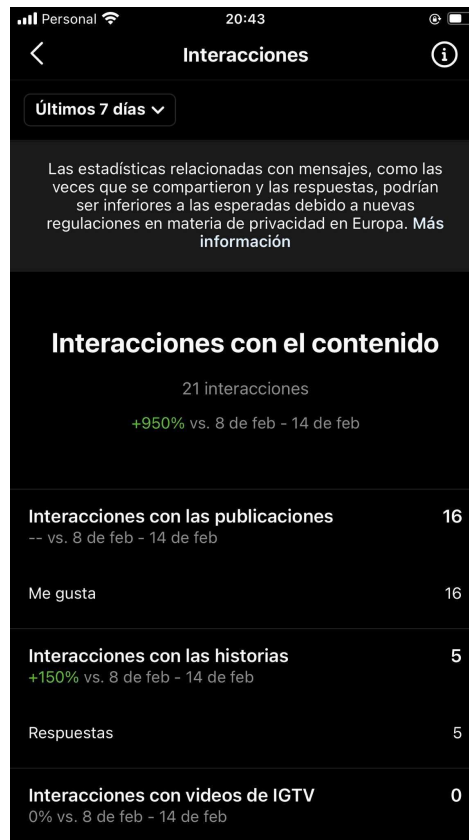 Personal 20:43
Interacciones
Últimos 7 días
Las estadísticas relacionadas con mensajes, como las
veces que se compartieron y las respuestas, podrían
ser inferiores a las esperadas debido a nuevas
regulaciones en materia de privacidad en Europa. Más
información
Interacciones con el contenido
21 interacciones
+950% vs. 8 de feb - 14 de feb
Interacciones con las publicaciones 16
-- vs. 8 de feb - 14 de feb
Me gusta 16
Interacciones con las historias 5
+150% vs. 8 de feb - 14 de feb
Respuestas 5
Interacciones con videos de IGTV 0
0% vs. 8 de feb - 14 de feb